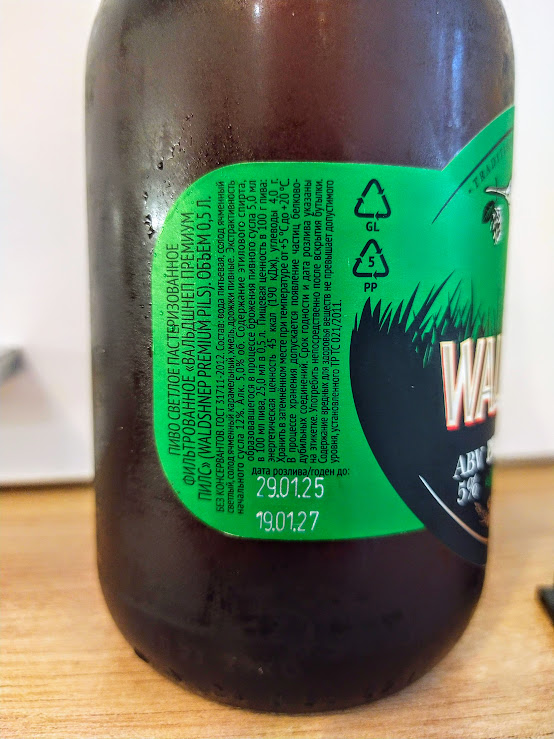 ПИВО СВЕТЛОЕ ПАСТЕРИЗОВАННОЕ
ФИЛЬТРОВАННОЕ «ВАЛЬДШНЕП ПРЕМИУМ
ПИЛС» (WALDSHNEP PREMIUM PILS). ОБЪЕМ 0,5 Л.
БЕЗ КОНСЕРВАНТОВ. ГОСТ 31711-2012. Состав: вода питьевая, солод ячменный
светлый, солод ячменный карамельный, хмель, дрожжи пивные. Экстрактивность
начального сусла 12%. Алк. 5,0% об. Содержание этилового спирта,
образовавшегося в процессе брожения пивного сусла 5,0 мл
в 100 мл пива, 25,0 мл в 0,5 л. Пищевая ценность в 100 г пива:
энергетическая ценность 45 ккал (190 кДж), углеводы 4,0 г.
Хранить в затемненном месте при температуре от +5 °С до +20 °С.
В процессе хранения допускается появление частиц белково-
дубильных соединений. Срок годности и дата розлива указаны
на этикетке. Употребить непосредственно после вскрытия бутылки.
Содержание вредных для здоровья веществ не превышает допустимого
уровня, установленного ТР ТС 021/2011.
дата розлива/годен до:
29.01.25
19.01.27
GL
5
PP
ABV
5%